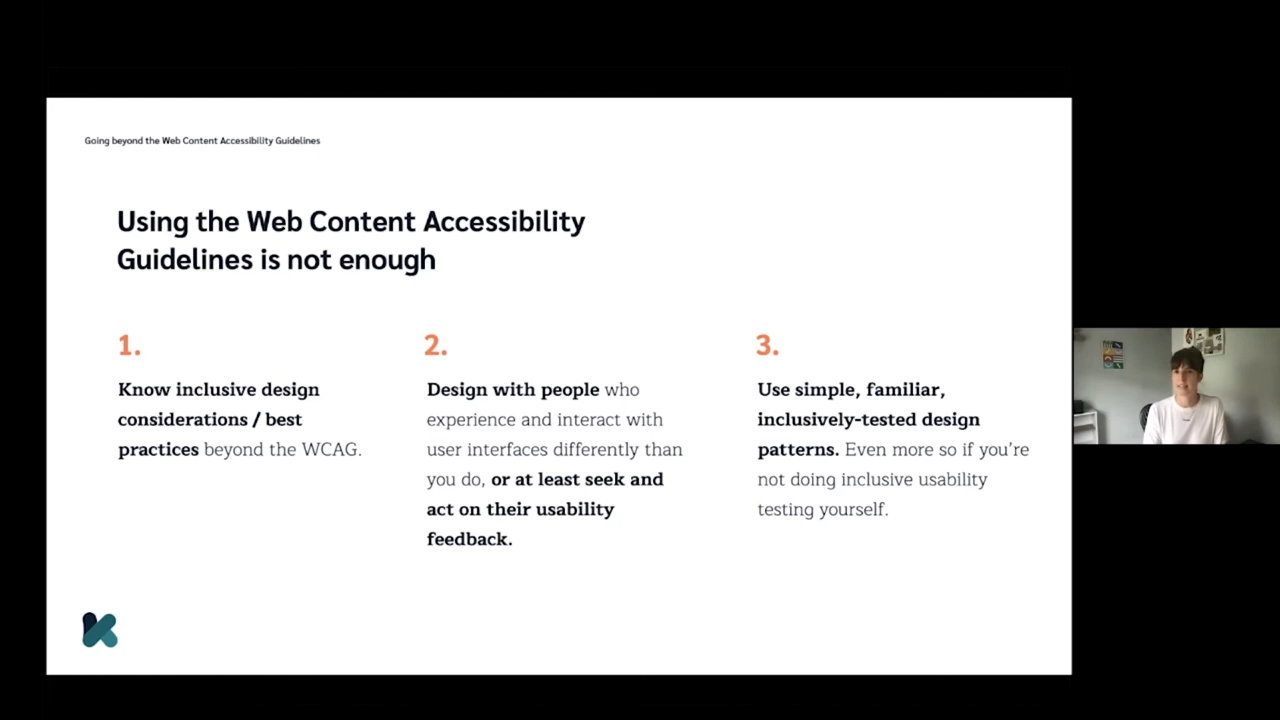 Going beyond the Web Content Accessibility Guidelines
Using the Web Content Accessibility
Guidelines is not enough
1.
Know inclusive design
considerations / best
practices beyond the WCAG.
2.
Design with people who
experience and interact with
user interfaces differently than
you do, or at least seek and
act on their usability
feedback.
3.
Use simple, familiar,
inclusively-tested design
patterns. Even more so if you’re
not doing inclusive usability
testing yourself.